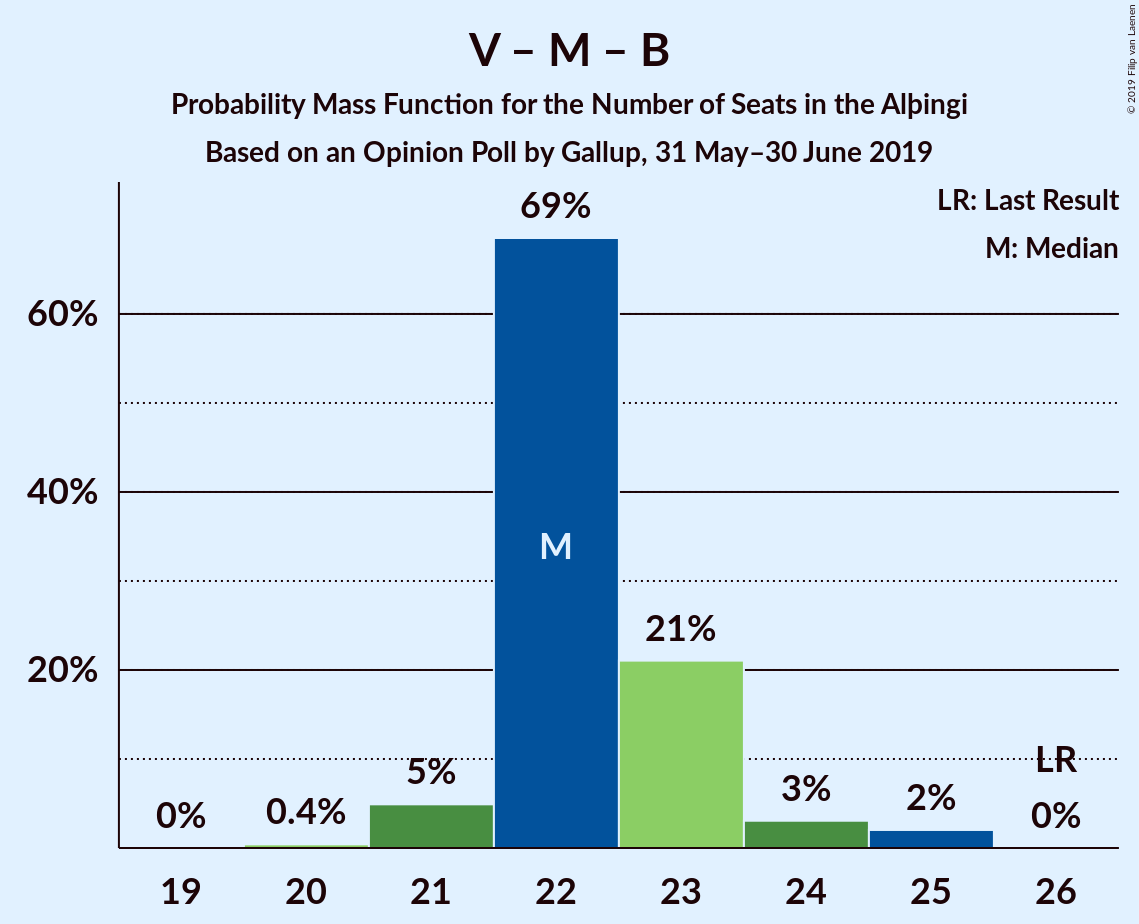 V – M – B
Probability Mass Function for the Number of Seats in the Alþingi
Based on an Opinion Poll by Gallup, 31 May–30 June 2019
© 2019 Filip van Laenen
LR: Last Result
M: Median
69%
60%
40%
M
21%
20%
LR
5%
3%
2%
0%
0.4%
0%
19
20
21
22
23
24
25
26